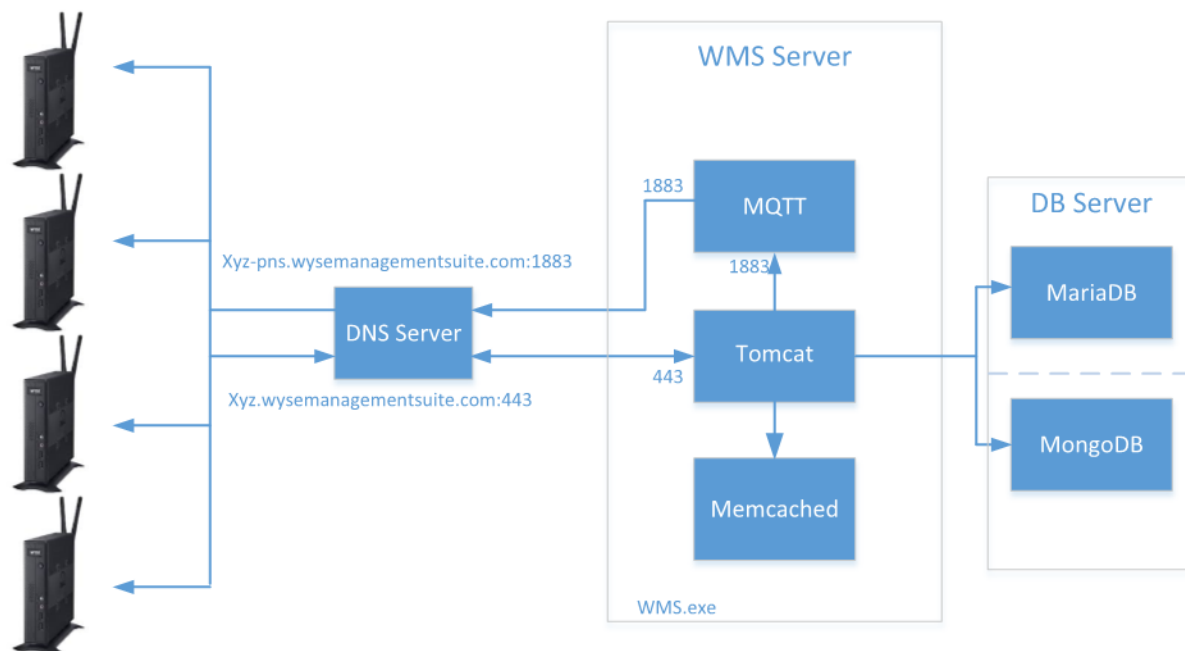 WMS Server
1883
MQTT
DB Server
Xyz-pns.wysemanagementsuite.com:1883
1883
MariaDB
DNS Server
Tomcat
443
Xyz.wysemanagementsuite.com:443
MongoDB
Memcached
WMS.exe